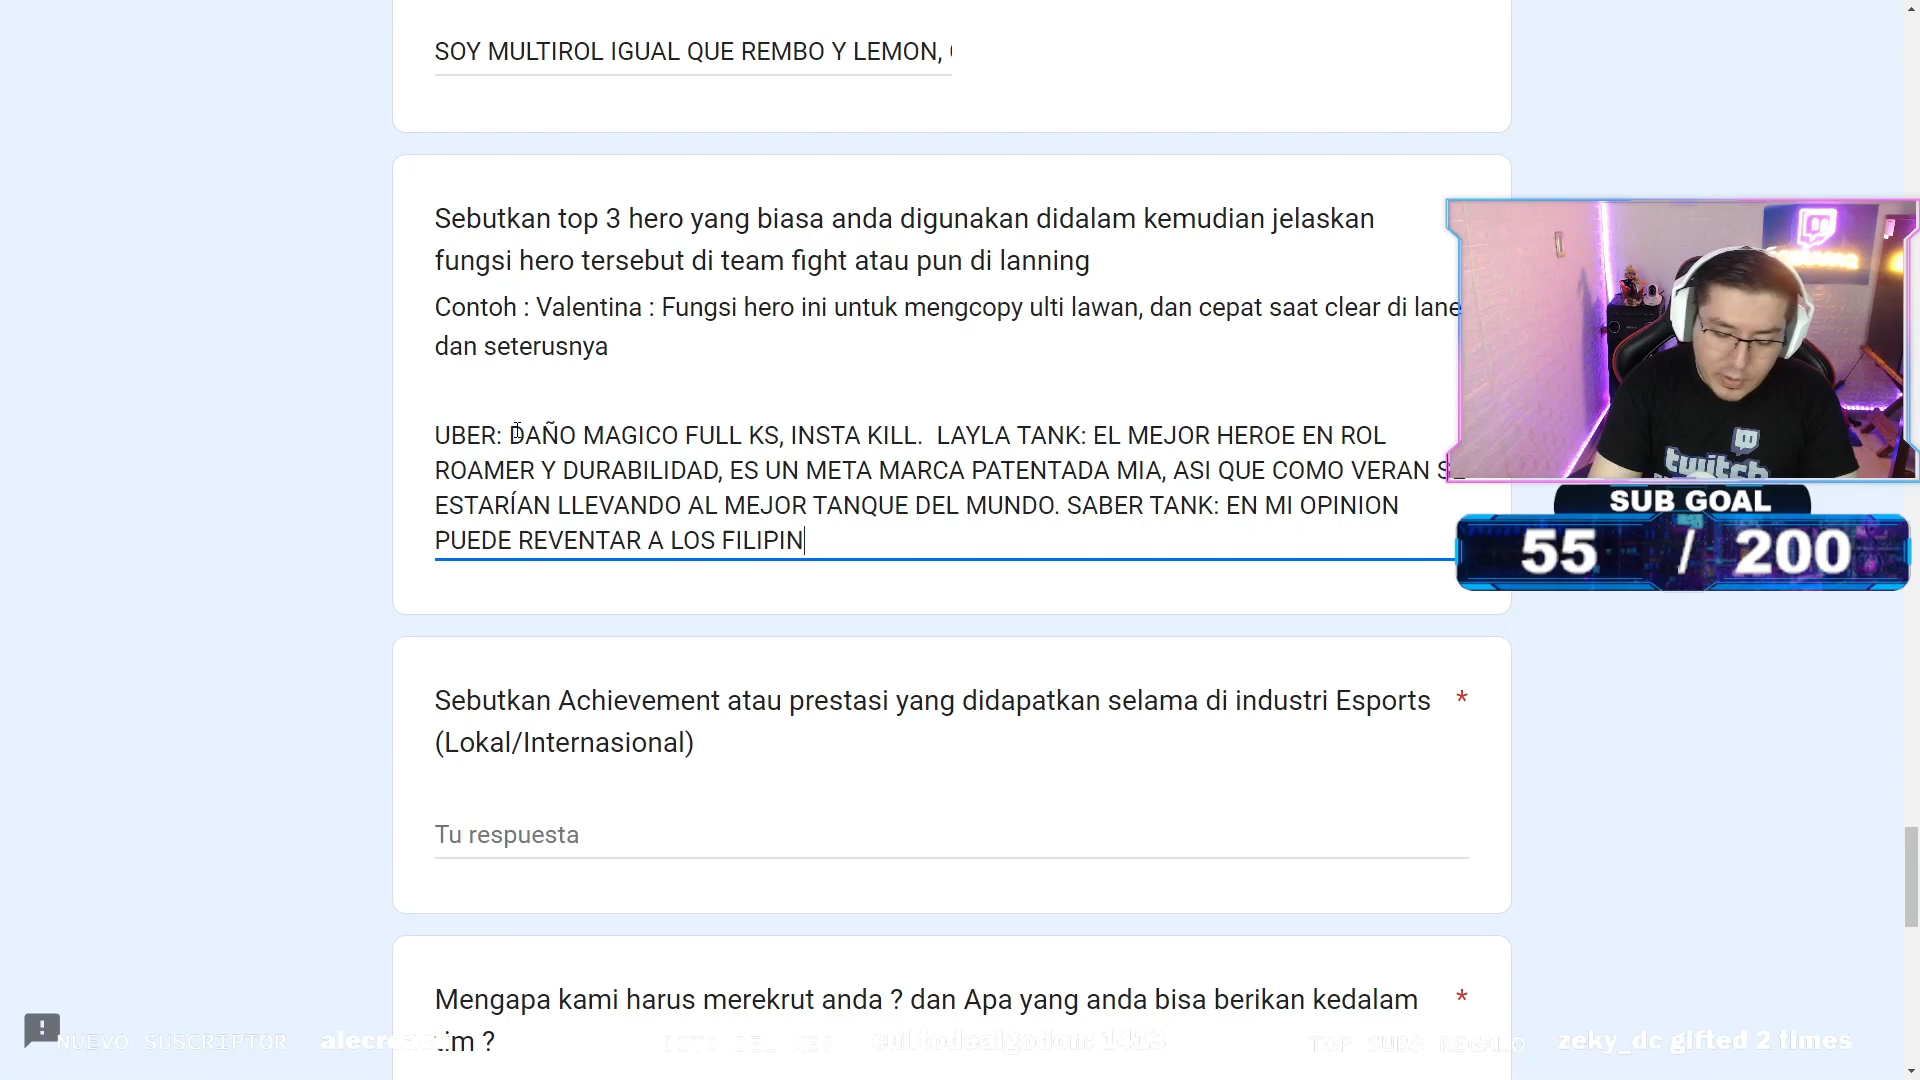 SOY MULTIROL IGUAL QUE REMBO Y LEMON,
Sebutkan top 3 hero yang biasa anda digunakan didalam kemudian jelaskan
fungsi hero tersebut di team fight atau pun di lanning
Contoh : Valentina : Fungsi hero ini untuk mengcopy ulti lawan, dan cepat saat clear di lane
dan seterusnya
UBER: DAÑO MAGICO FULL KS, INSTA KILL.  LAYLA TANK: EL MEJOR HEROE EN ROL
ROAMER Y DURABILIDAD, ES UN META MARCA PATENTADA MIA, ASI QUE COMO VERAN
ESTARÍAN LLEVANDO AL MEJOR TANQUE DEL MUNDO. SABER TANK: EN MI OPINION
PUEDE REVENTAR A LOS FILIPIN
twitch
SUB GOAL
55 / 200
Sebutkan Achievement atau prestasi yang didapatkan selama di industri Esports *
(Lokal/Internasional)
Tu respuesta
Mengapa kami harus merekrut anda ? dan Apa yang anda bisa berikan kedalam *
tim ?
NUEVO SUSCRIPTOR
TOP SUBS REGALO
zeky_dc gifted 2 times